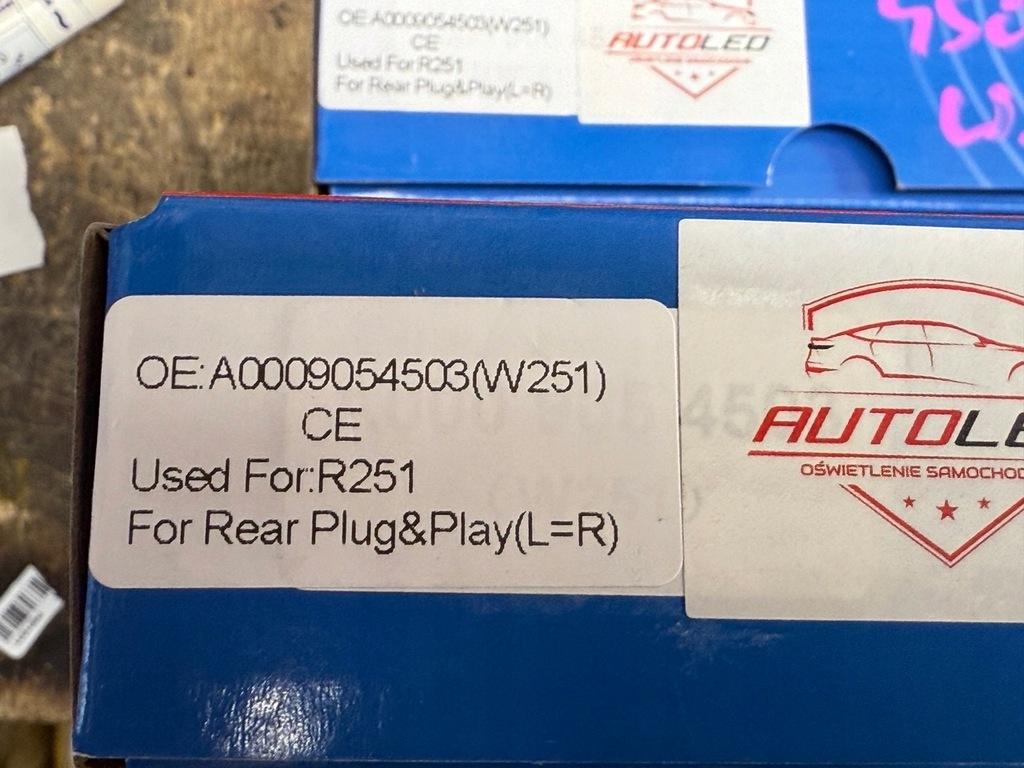 OE:A0009054503(W251)
CE
Used For:R251
For Rear Plug&Play(L=R)
AUTOLED
OE:A0009054503(W251)
CE
Used For:R251
For Rear Plug&Play(L=R)
AUTOLE
OŚWIETLENIE SAMOCHOD